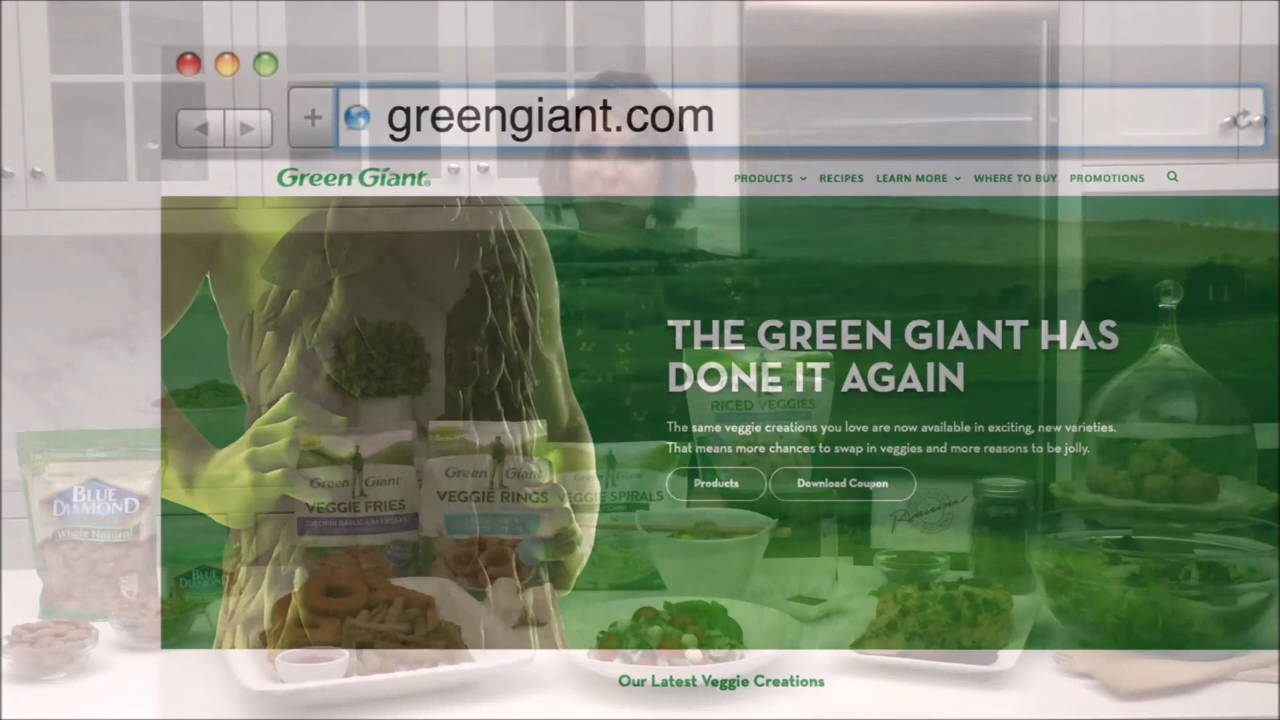 greengiant.com
Green Giant®
PRODUCTS RECIPES LEARN MORE WHERE TO BUY PROMOTIONS
THE GREEN GIANT HAS
DONE IT AGAIN
RICED VEGGIES
The same veggie creations you love are now available in exciting, new varieties.
That means more chances to swap in veggies and more reasons to be jolly.
Products Download Coupon
Green Giant
VEGGIE FRIES
Green Giant
VEGGIE RINGS
VEGGIE SPIRALS
BLUE
DIAMOND
Whole Natural
BLUE
DIAMOND
Our Latest Veggie Creations